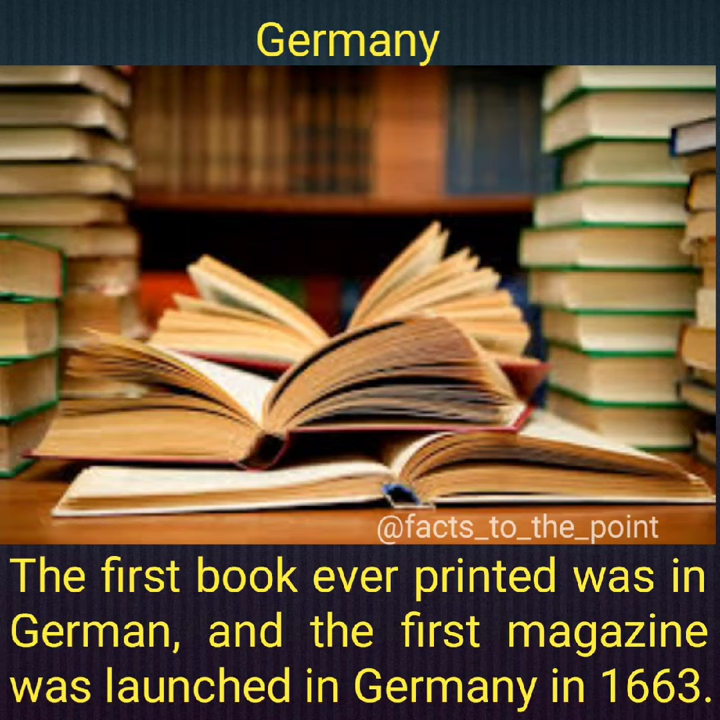 Germany
@facts_to_the_point
The first book ever printed was in
German, and the first magazine
was launched in Germany in 1663.